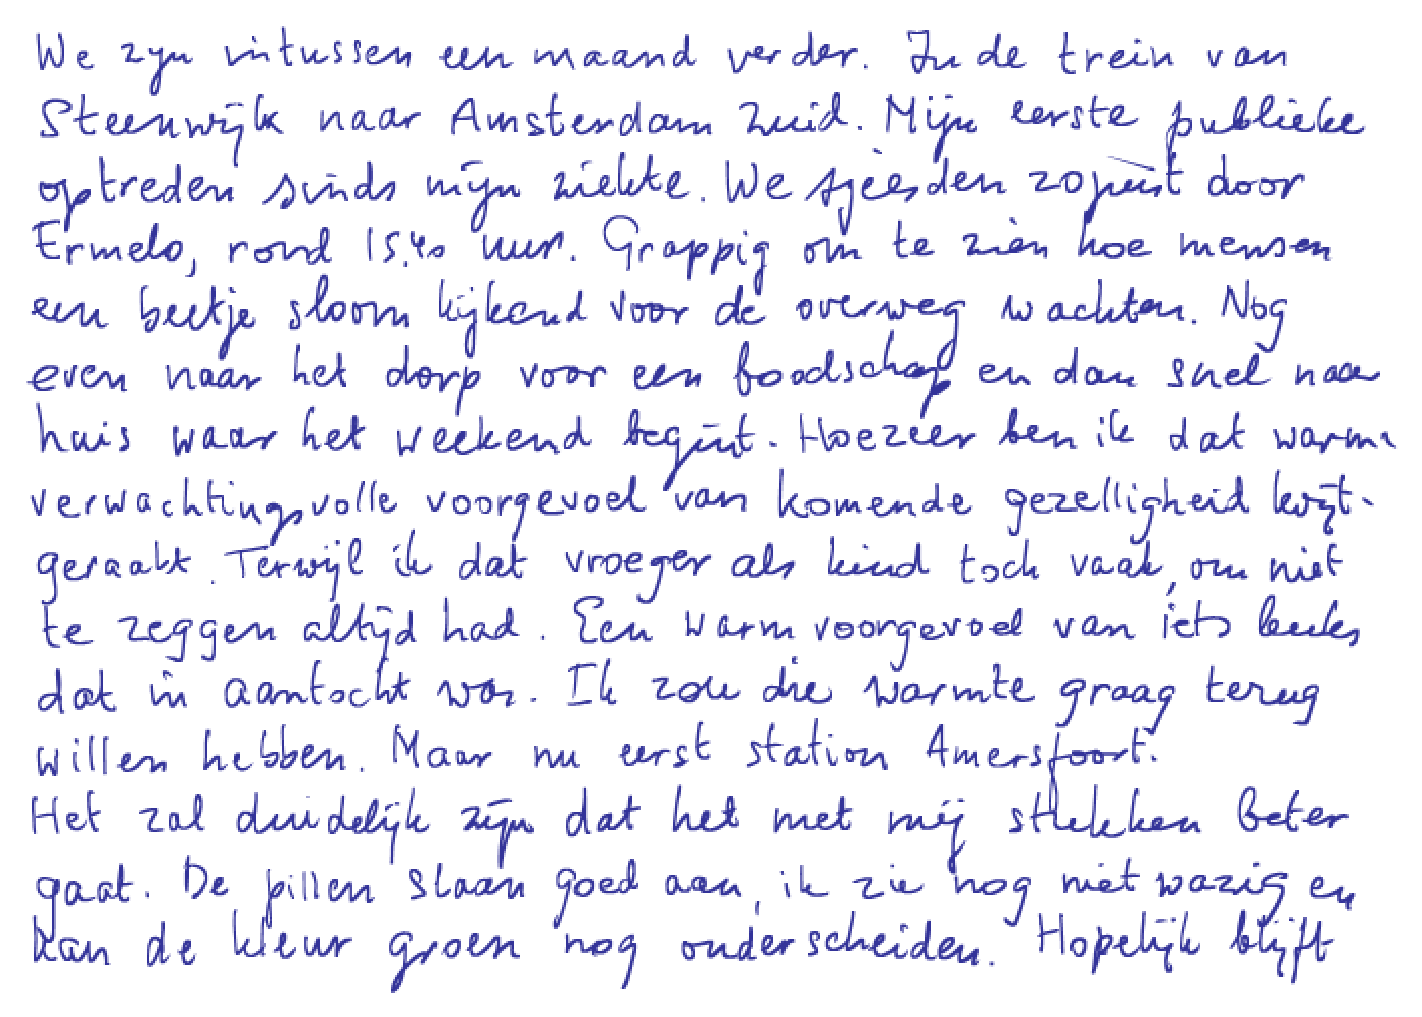 We zijn intussen een maand verder. In de trein van
Steenwijk naar Amsterdam Zuid. Mijn eerste publieke
optreden sinds mijn ziekte. We sjeesden zojuist door
Ermelo, rond 15.40 uur. Grappig om te zien hoe mensen
een beetje sloom kijkend voor de overweg wachten. Nog
even naar het dorp voor een boodschap en dan snel naar
huis waar het weekend begint. Hoezeer ben ik dat warme
verwachtingsvolle voorgevoel van komende gezelligheid kwijt-
geraakt. Terwijl ik dat vroeger als kind toch vaak, om niet
te zeggen altijd had. Een warm voorgevoel van iets leuks
dat in aantocht was. Ik zou die warmte graag terug
willen hebben. Maar nu eerst station Amersfoort.
Het zal duidelijk zijn dat het met mij stukken beter
gaat. De pillen slaan goed aan, ik zie nog niet wazig en
kan de kleur groen nog onderscheiden. Hopelijk blijft